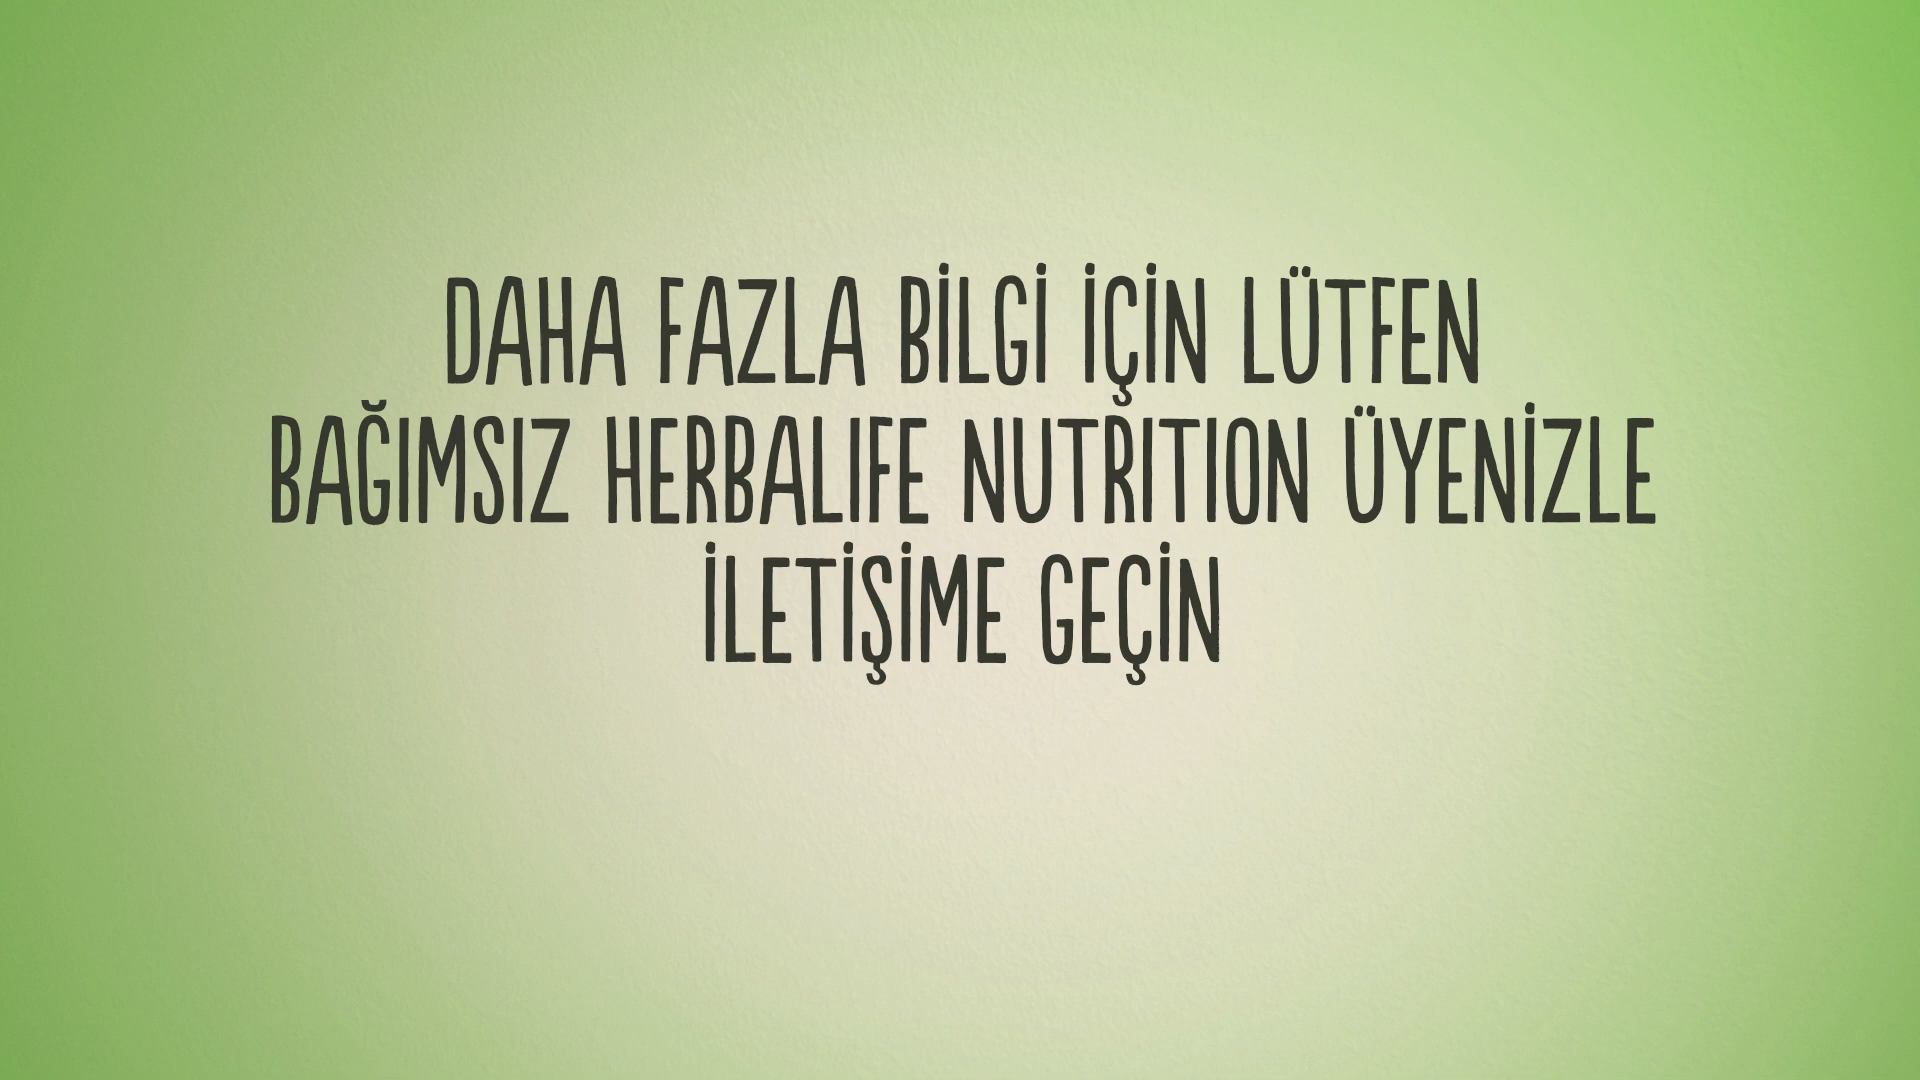 DAHA FAZLA BİLGİ İÇİN LÜTFEN
BAĞIMSIZ HERBALIFE NUTRITION ÜYENİZLE
İLETİŞİME GEÇİN